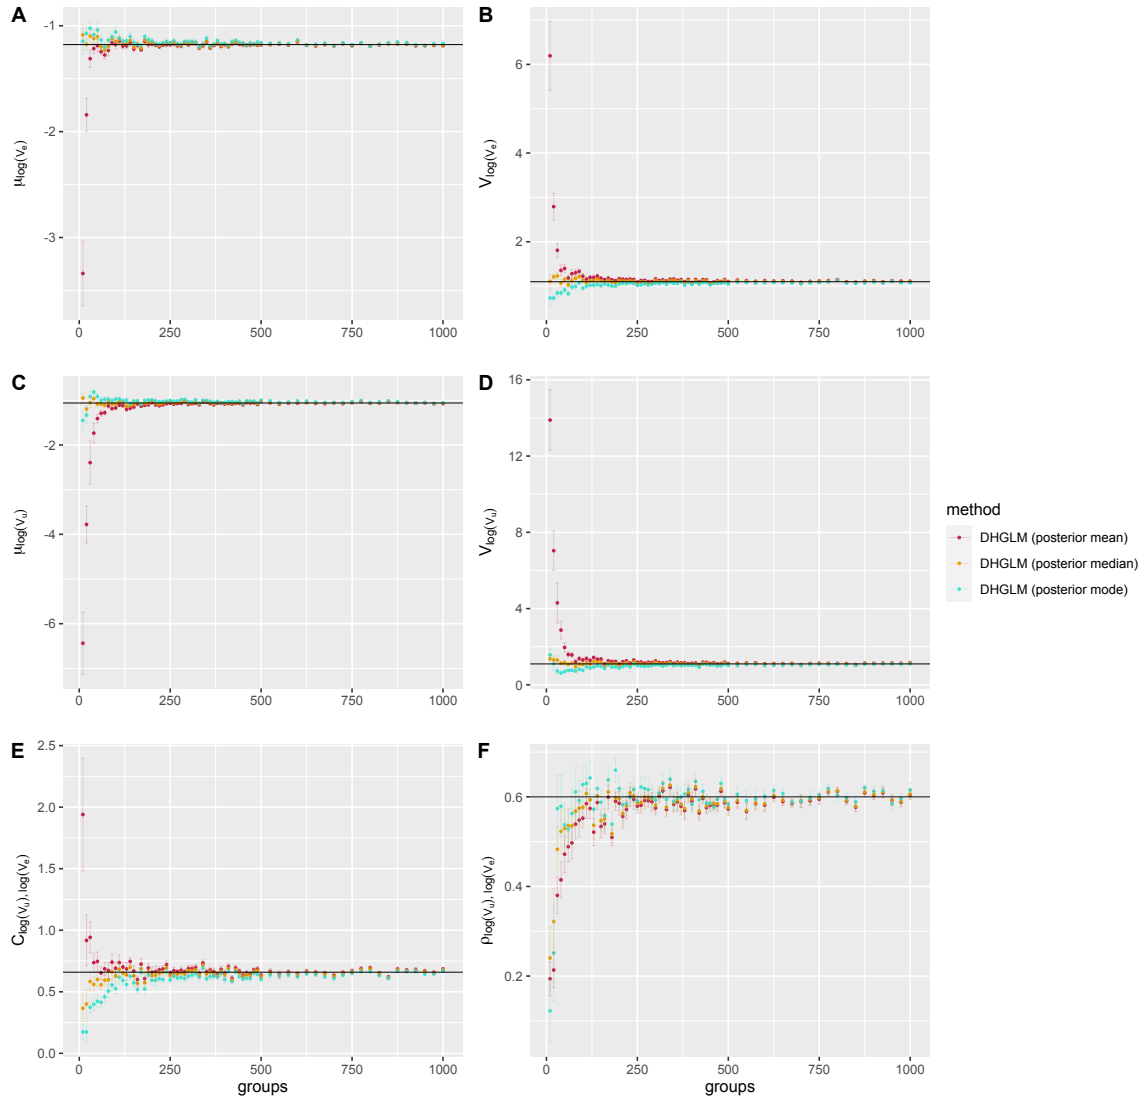 A
B
-1
-2
-3
μlog(Ve)
0
250
500
750
1000
6
4
2
Vlog(Ve)
0
250
500
750
1000
C
D
-2
-4
-6
μlog(Vu)
0
250
500
750
1000
16
12
8
4
0
Vlog(Vu)
0
250
500
750
1000
method
DHGLM (posterior mean)
DHGLM (posterior median)
DHGLM (posterior mode)
E
F
2.5
2.0
1.5
1.0
0.5
0.0
Clog(Vu), log(Ve)
0
250
500
750
1000
groups
0.6
0.4
0.2
ρlog(Vu), log(Ve)
0
250
500
750
1000
groups